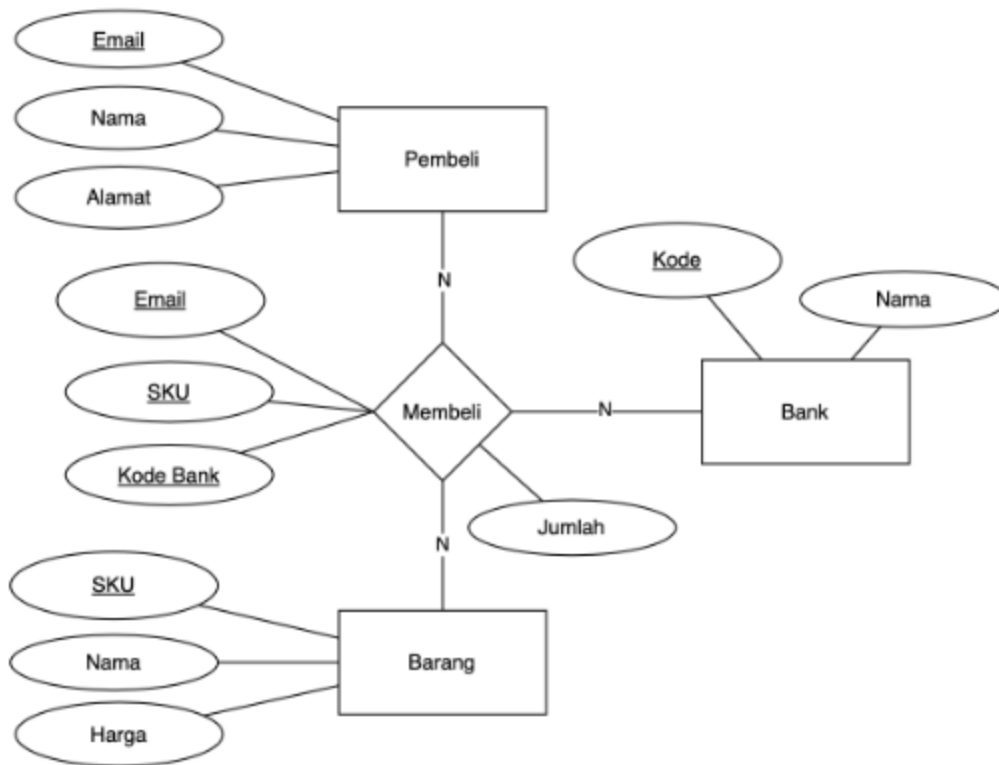 Email
Nama
Alamat
Pembeli
N
Email
SKU
Kode Bank
Membeli
N
Kode
Nama
Bank
Jumlah
N
SKU
Nama
Harga
Barang